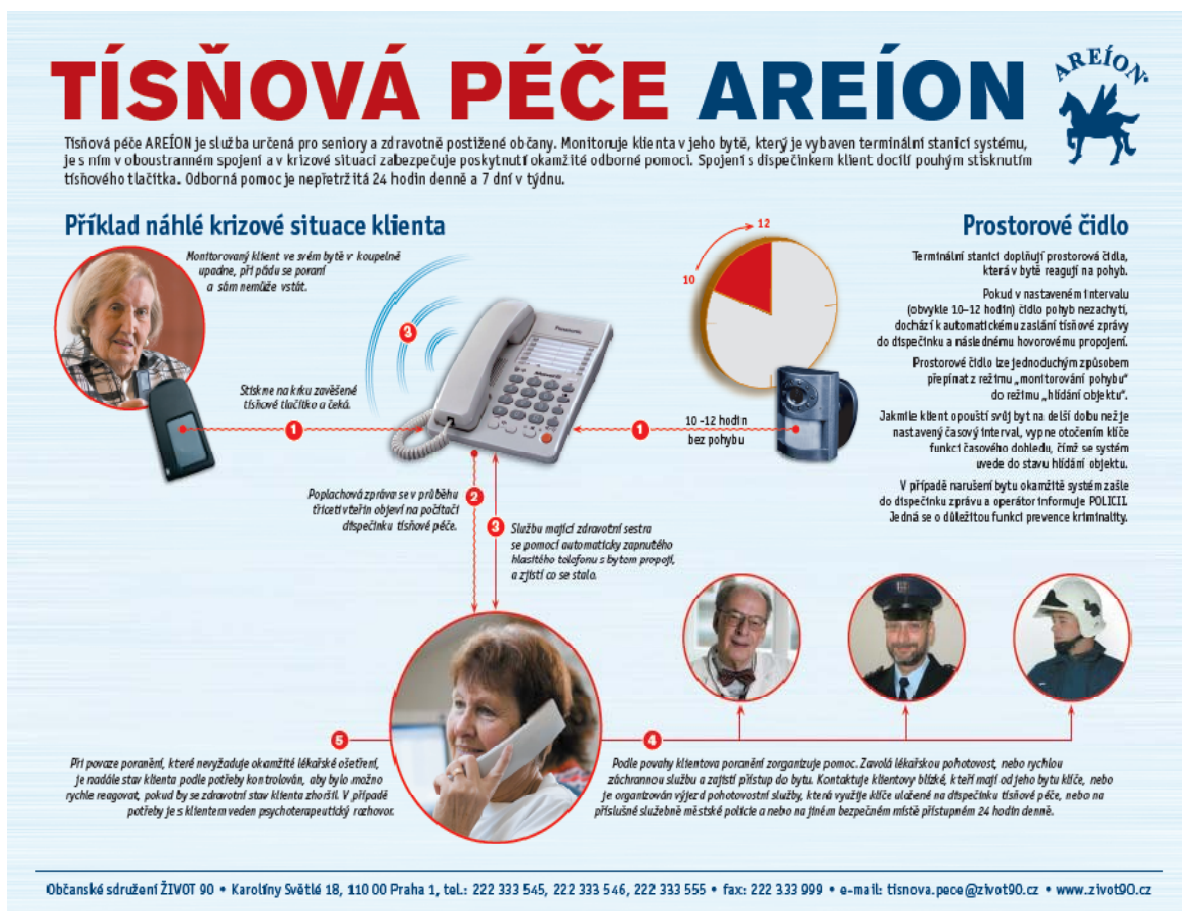 TÍSŇOVÁ PÉČE AREÍON
AREÍON
Tísňová péče AREÍON je služba určená pro seniory a zdravotně postižené občany. Monitoruje klienta v jeho bytě, který je vybaven terminální stanicí systému,
je s ním v oboustranném spojení a v krizové situaci zabezpečuje poskytnutí okamžité odborné pomoci. Spojení s dispečinkem klient docílí pouhým stisknutím
tísňového tlačítka. Odborná pomoc je nepřetržitá 24 hodin denně a 7 dní v týdnu.
Příklad náhlé krizové situace klienta
Monitorovaný klient ve svém bytě v koupelně
upadne, při pádu se poraní
a sám nemůže vstát.
Stiskne na krku zavěšené
tísňové tlačítko a čeká.
1
3
Panasonic
12
10
1
10 -12 hodin
bez pohybu
Prostorové čidlo
Terminální stanici doplňují prostorová čidla,
která v bytě reagují na pohyb.
Pokud v nastaveném intervalu
(obvykle 10–12 hodin) čidlo pohyb nezachytí,
dochází k automatickému zaslání tísňové zprávy
do dispečinku a následnému hovorovému propojení.
Prostorové čidlo lze jednoduchým způsobem
přepínat z režimu „monitorování pohybu"
do režimu „hlídání objektu".
Jakmile klient opouští svůj byt na delší dobu než je
nastavený časový interval, vypne otočením klíče
funkci časového dohledu, čímž se systém
uvede do stavu hlídání objektu.
V případě narušení bytu okamžitě systém zašle
do dispečinku zprávu a operátor informuje POLICII.
Jedná se o důležitou funkci prevence kriminality.
Poplachová zpráva se v průběhu
třiceti vteřin objeví na počítači
dispečinku tísňové péče.
2
3
Službu mající zdravotní sestra
se pomocí automaticky zapnutého
hlasitého telefonu s bytem propojí,
a zjistí co se stalo.
5
Při povaze poranění, které nevyžaduje okamžité lékařské ošetření,
je naadále stav klienta podle potřeby kontrolován, aby bylo možno
rychle reagovat, pokud by se zdravotní stav klienta zhoršil. V případě
potřeby je s klientem veden psychoterapeutický razhovor.
4
Podle povahy klientova poranění zorganizuje pomoc. Zavolá lékařskou pohotovost, nebo rychlou
záchrannou službu a zajistí přístup do bytu. Kontaktuje klientovy blízké, kteří mají od jeho bytu klíče, nebo
je organizován výjezd pohotovostní služby, která využije klíče uložené na dispečinku tísňové péče, nebo na
příslušné služebně městské policie a nebo na jiném bezpečném místě přístupném 24 hodin denně.
Občanské sdružení ŽIVOT 90 • Karolíny Světlé 18, 110 00 Praha 1, tel.: 222 333 545, 222 333 546, 222 333 555 • fax: 222 333 999 • e-mail: tisnova.pece@zivot90.cz • www.zivot90.cz